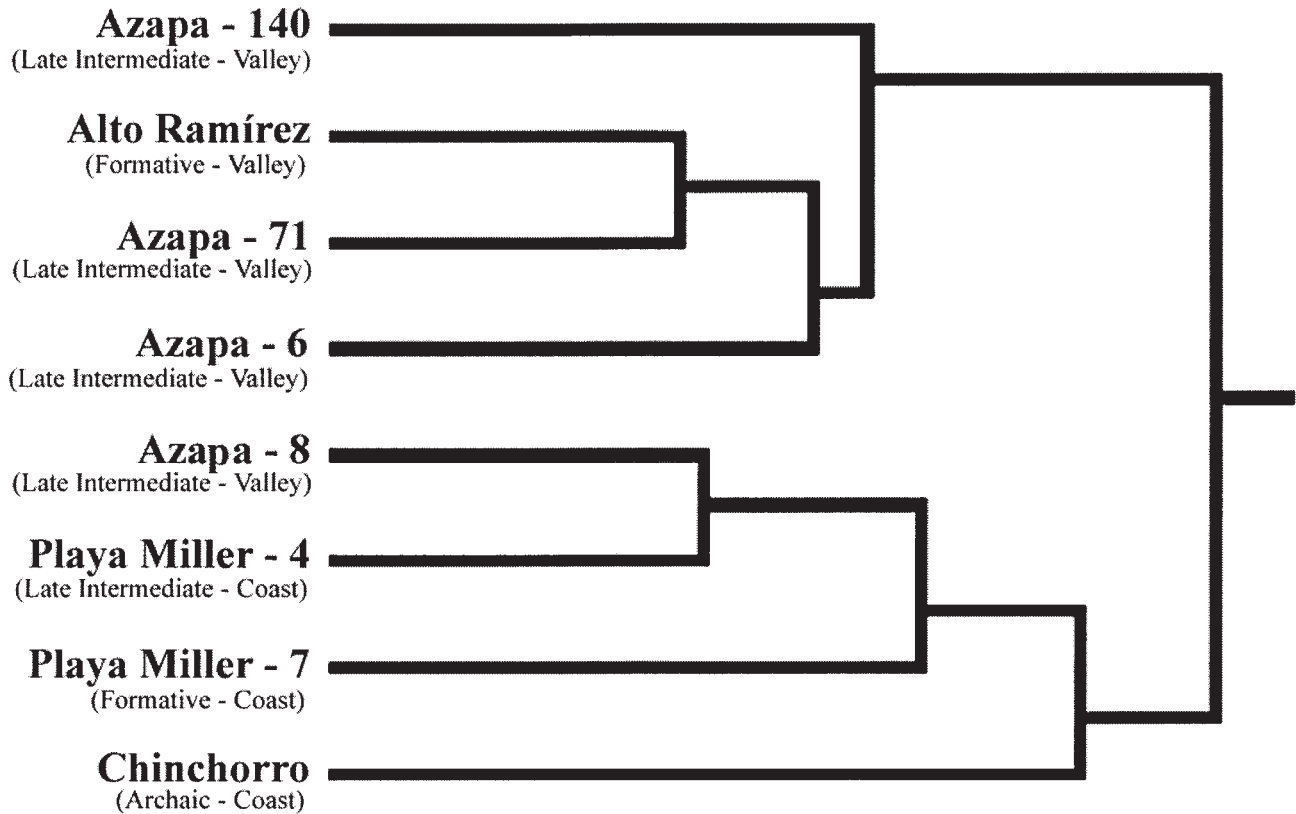 Azapa - 140
(Late Intermediate - Valley)
Alto Ramírez
(Formative - Valley)
Azapa - 71
(Late Intermediate - Valley)
Azapa - 6
(Late Intermediate - Valley)
Azapa - 8
(Late Intermediate - Valley)
Playa Miller - 4
(Late Intermediate - Coast)
Playa Miller - 7
(Formative - Coast)
Chinchorro
(Archaic - Coast)